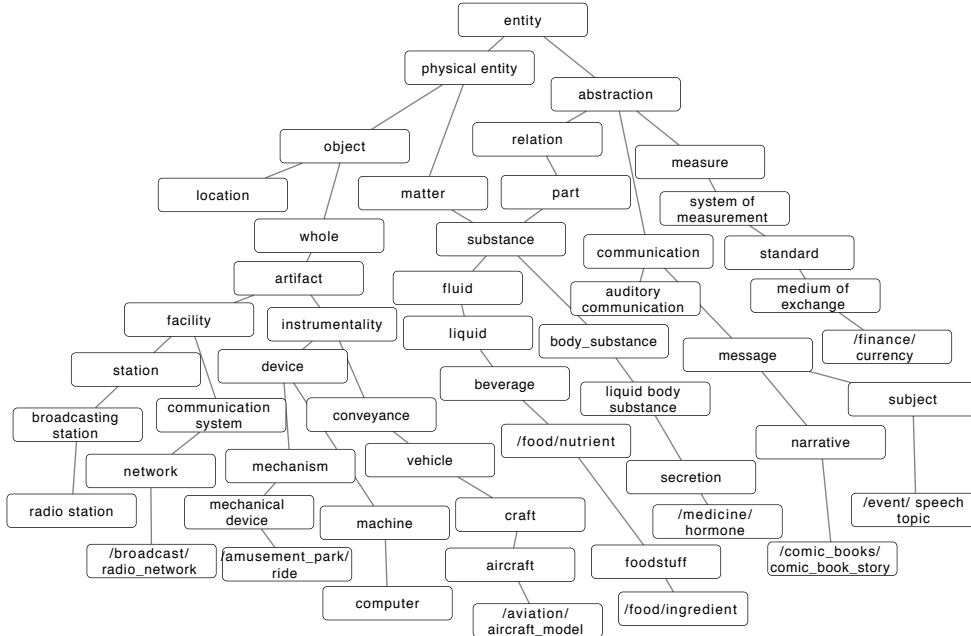 entity
physical entity
abstraction
object
relation
measure
location
matter
part
system of
measurement
whole
substance
communication
standard
artifact
fluid
auditory
communication
medium of
exchange
facility
instrumentality
liquid
body_substance
message
/finance/
currency
station
device
beverage
liquid body
substance
subject
broadcasting
station
communication
system
conveyance
/food/nutrient
narrative
network
mechanism
vehicle
secretion
radio station
mechanical
device
machine
craft
/medicine/
hormone
/event/ speech
topic
/broadcast/
radio_network
/amusement_park/
ride
aircraft
foodstuff
/comic_books/
comic_book_story
computer
/aviation/
aircraft_model
/food/ingredient